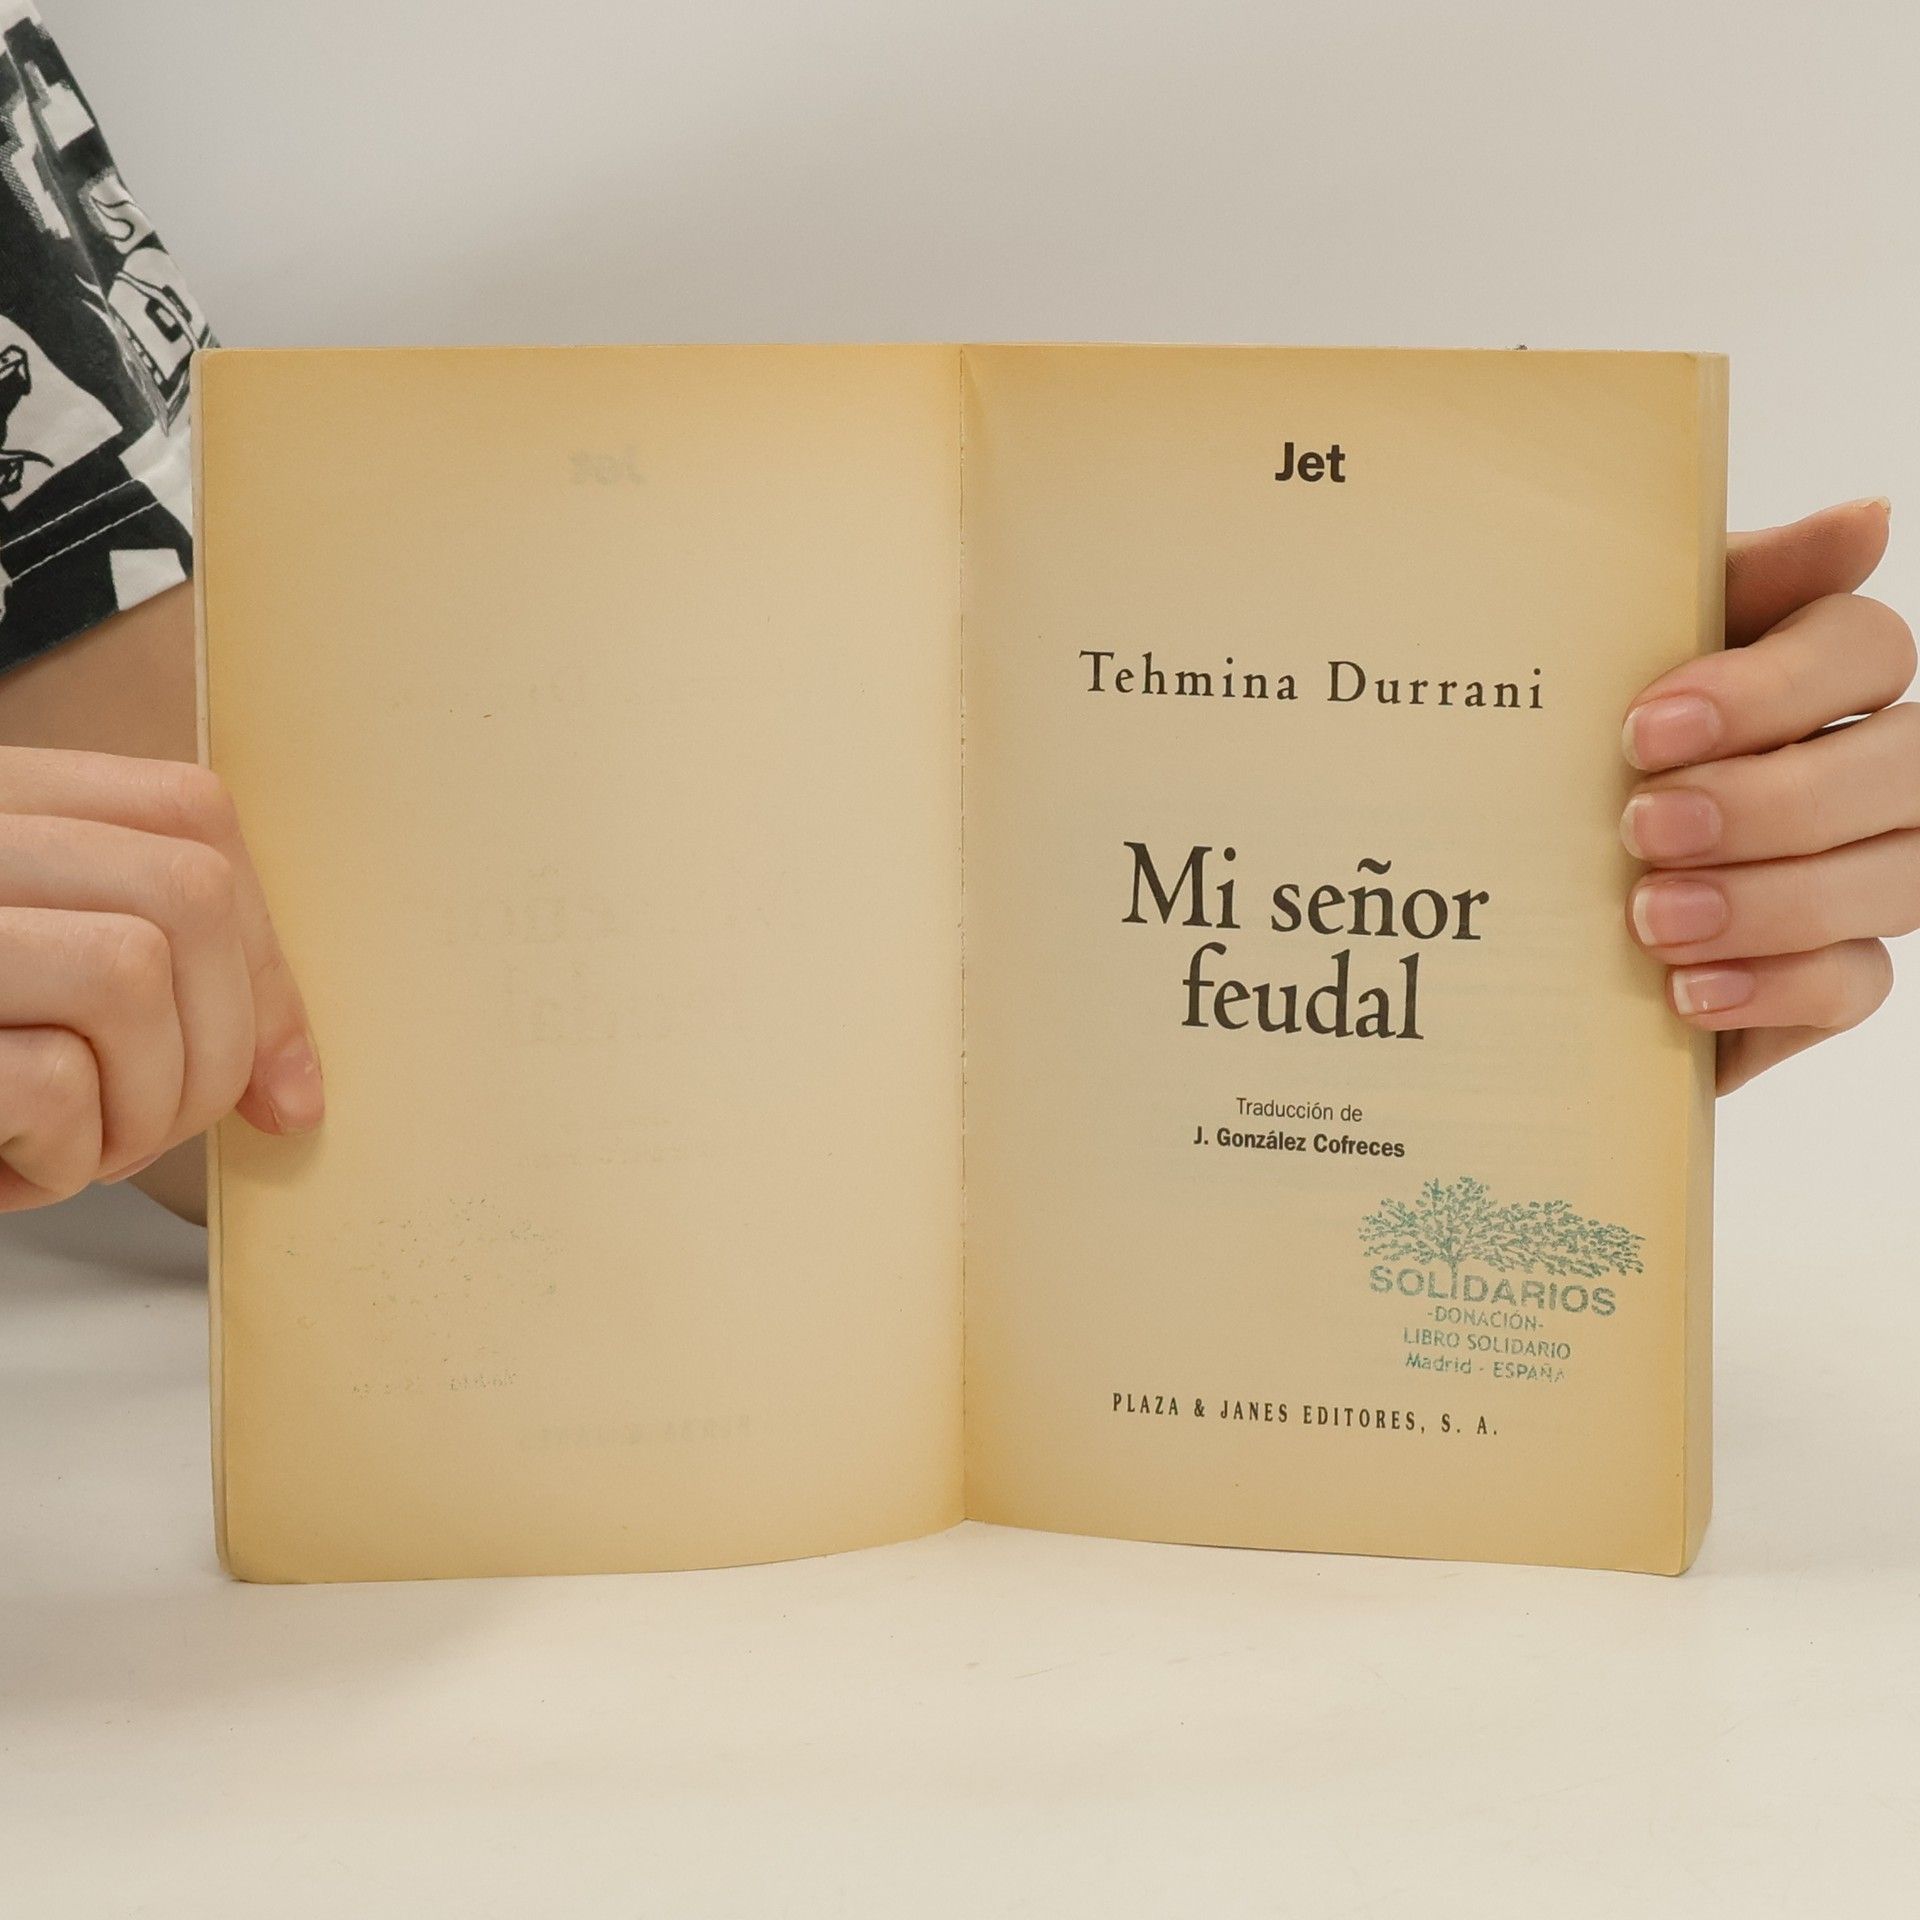 Jet
Tehmina Durrani
Mi señor
feudal
Traducción de
J. González Cofreces
SOLIDARIOS
-DONACIÓN-
LIBRO SOLIDARIO
Madrid - ESPAÑA
PLAZA & JANES EDITORES, S. A.